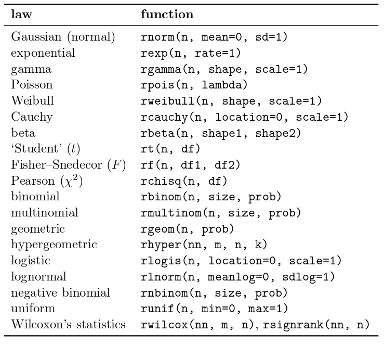 law function
Gaussian (normal) rnorm(n, mean=0, sd=1)
exponential rexp(n, rate=1)
gamma rgamma(n, shape, scale=1)
Poisson rpois(n, lambda)
Weibull rweibull(n, shape, scale=1)
Cauchy rcauchy(n, location=0, scale=1)
beta rbeta(n, shape1, shape2)
‘Student’ (t) rt(n, df)
Fisher–Snedecor (F) rf(n, df1, df2)
Pearson (χ²) rchisq(n, df)
binomial rbinom(n, size, prob)
multinomial rmultinom(n, size, prob)
geometric rgeom(n, prob)
hypergeometric rhyper(nn, m, n, k)
logistic rlogis(n, location=0, scale=1)
lognormal rlnorm(n, meanlog=0, sdlog=1)
negative binomial rnbinom(n, size, prob)
uniform runif(n, min=0, max=1)
Wilcoxon's statistics rwilcox(nn, m, n), rsignrank(nn, n)